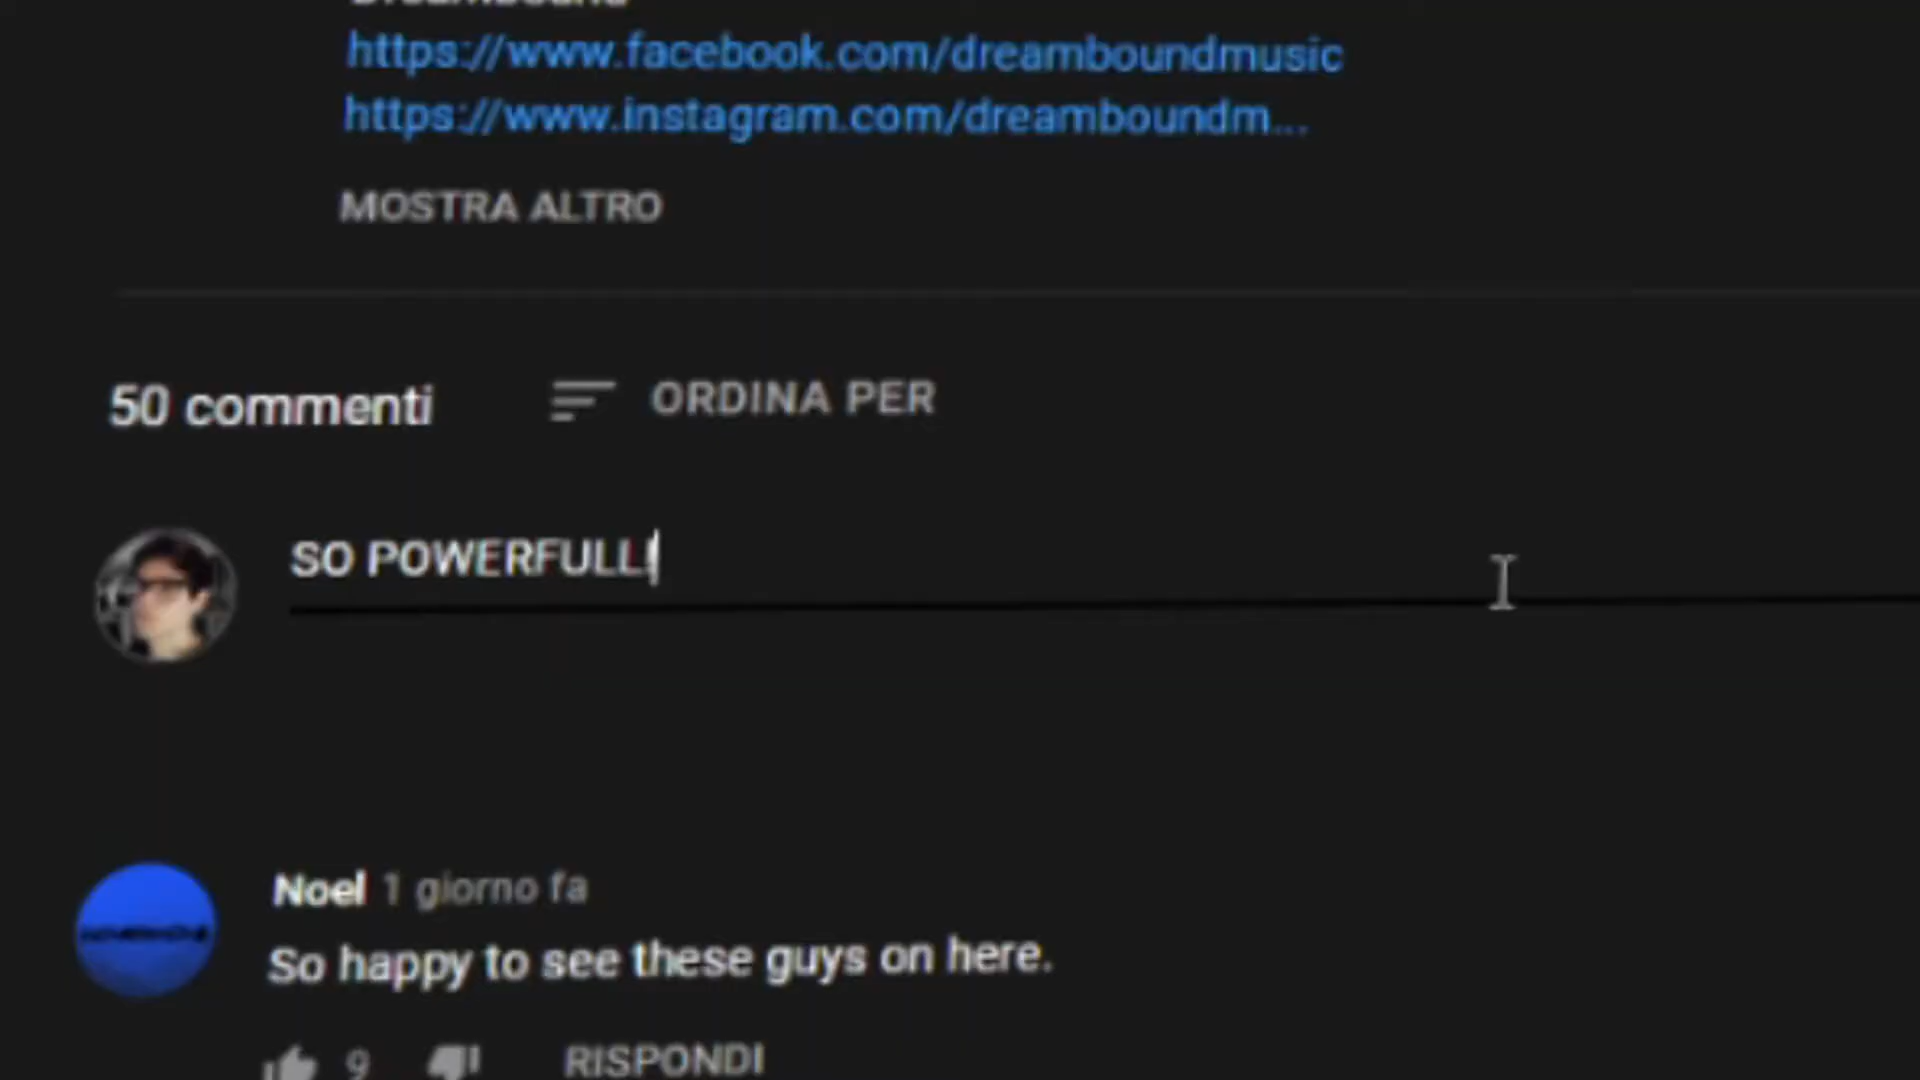 https://www.facebook.com/dreamboundmusic
https://www.instagram.com/dreamboundm...
MOSTRA ALTRO
50 commenti
ORDINA PER
SO POWERFULL!
Noel 1 giorno fa
So happy to see these guys on here.
9
RISPONDI